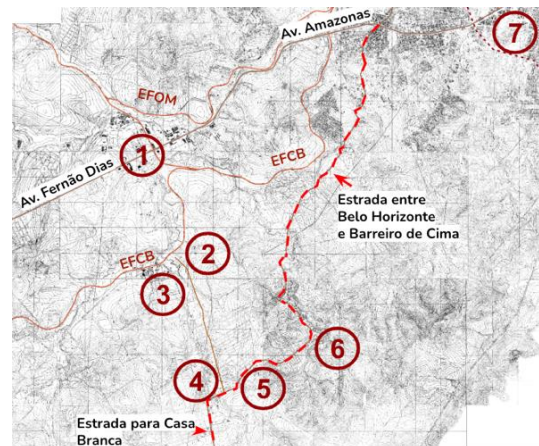 Av. Amazonas
7
EFOM
1
EFCB
Av. Fernão Dias
Estrada entre
Belo Horizonte
e Barreiro de Cima
EFCB
2
3
6
4
5
Estrada para Casa
Branca